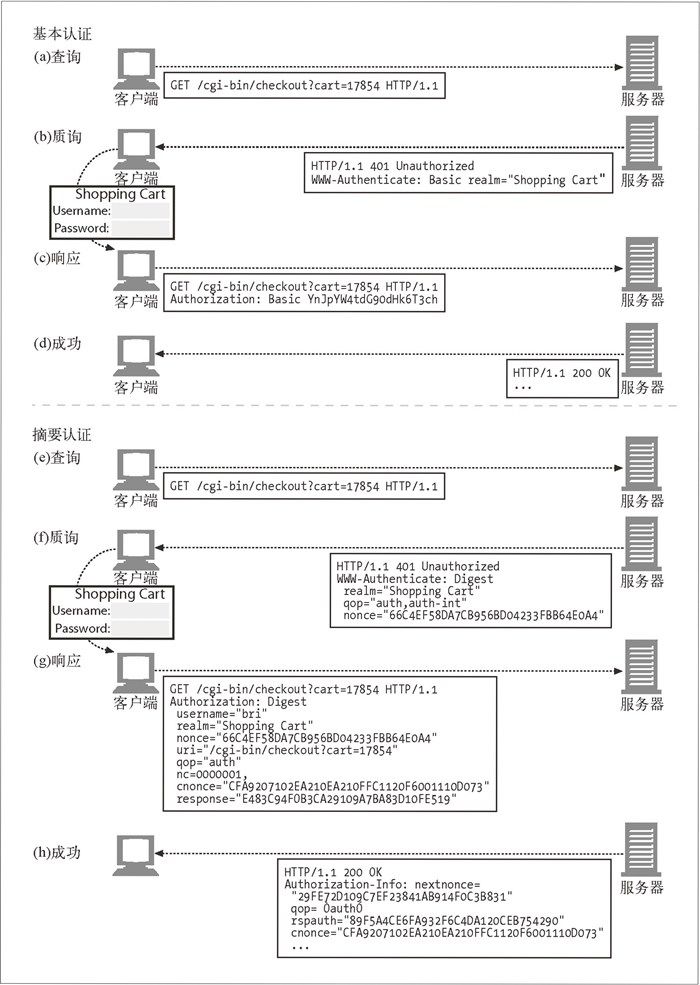 基本认证
(a)查询
GET /cgi-bin/checkout?cart=17854 HTTP/1.1
客户端
服务器
(b)质询
HTTP/1.1 401 Unauthorized
WWW-Authenticate: Basic realm="Shopping Cart"
客户端
服务器
Shopping Cart
Username:
Password:
(c)响应
GET /cgi-bin/checkout?cart=17854 HTTP/1.1
Authorization: Basic YnJpYW4tdG90dHk6T3ch
客户端
服务器
(d)成功
HTTP/1.1 200 OK
...
客户端
服务器
摘要认证
(e)查询
GET /cgi-bin/checkout?cart=17854 HTTP/1.1
客户端
服务器
(f)质询
HTTP/1.1 401 Unauthorized
WWW-Authenticate: Digest
realm="Shopping Cart"
qop="auth,auth-int"
nonce="66C4EF58DA7CB956BD04233FBB64E0A4"
客户端
服务器
Shopping Cart
Username:
Password:
(g)响应
客户端
服务器
GET /cgi-bin/checkout?cart=17854 HTTP/1.1
Authorization: Digest
username="bri"
realm="Shopping Cart"
nonce="66C4EF58DA7CB956BD04233FBB64E0A4"
uri="/cgi-bin/checkout?cart=17854"
qop="auth"
nc=0000001,
cnonce="CFA9207102EA210EA210FFC1120F6001110D073"
response="E483C94F0B3CA29109A7BA83D10FE519"
(h)成功
服务器
HTTP/1.1 200 OK
Authorization-Info: nextnonce=
"29FE72D109C7EF23841AB914F0C3B831"
qop= 0auth0
rspauth="89F5A4CE6FA932F6C4DA120CEB754290"
cnonce="CFA9207102EA210EA210FFC1120F6001110D073"
...